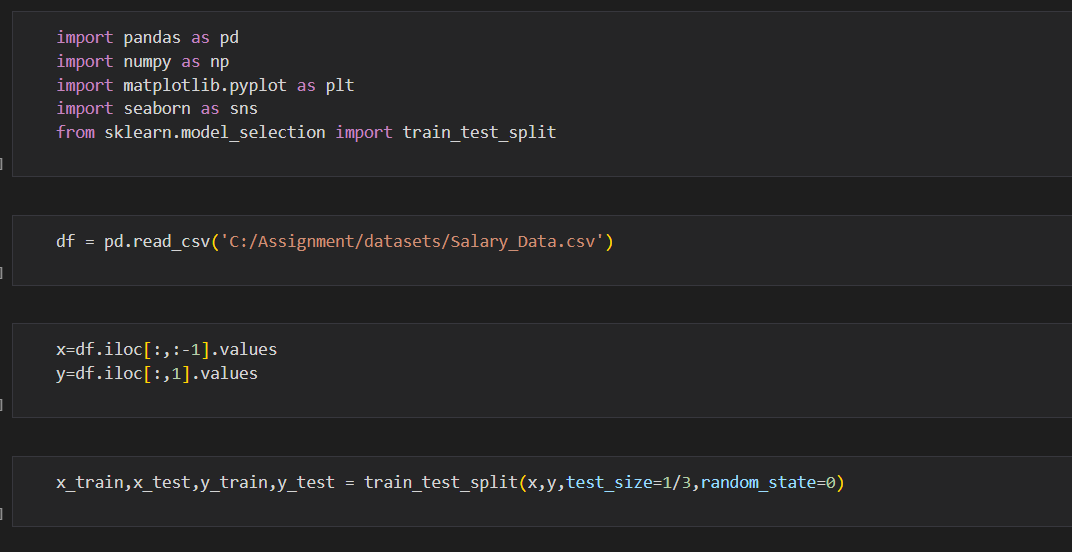 import pandas as pd
import numpy as np
import matplotlib.pyplot as plt
import seaborn as sns
from sklearn.model_selection import train_test_split
]
df = pd.read_csv('C:/Assignment/datasets/Salary_Data.csv')
]
x=df.iloc[:,:-1].values
y=df.iloc[:,1].values
]
x_train,x_test,y_train,y_test = train_test_split(x,y,test_size=1/3,random_state=0)
]